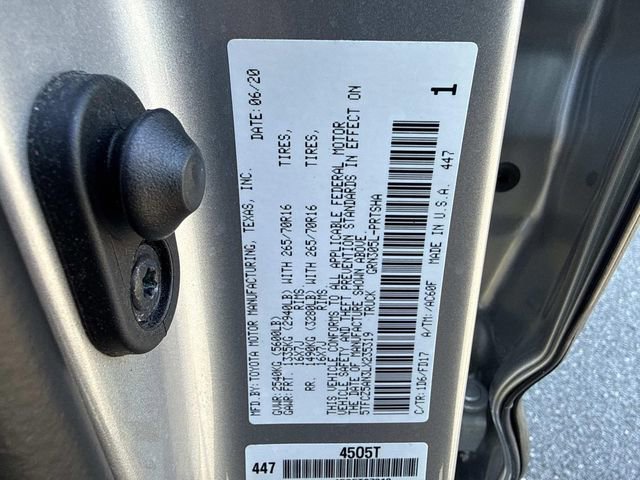 MFD BY: TOYOTA MOTOR MANUFACTURING, TEXAS, INC. DATE: 06/20
GVWR: 2540KG (5600LB)
GAWR: FRT. 1335KG (2940LB) WITH 265/70R16 TIRES,
16X7J RIMS,
RR. 1490KG (3280LB) WITH 265/70R16 TIRES,
16X7J RIMS,
THIS VEHICLE CONFORMS TO ALL APPLICABLE FEDERAL MOTOR
VEHICLE SAFETY AND THEFT PREVENTION STANDARDS IN EFFECT ON
THE DATE OF MANUFACTURE SHOWN ABOVE.
TRUCK GRN305L-PRTSHA
C/TR: 1D6/FD17 A/TM: /AC60F MADE IN U.S.A. 447
1
4505T
447